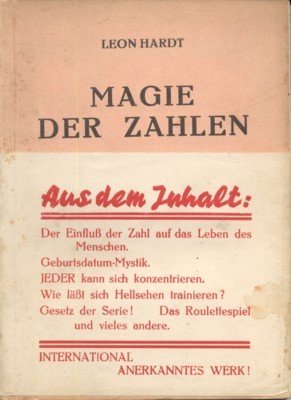 LEON HARDT
MAGIE
DER ZAHLEN
Aus dem Inhalt:
Der Einfluß der Zahl auf das Leben des
Menschen.
Geburtsdatum-Mystik.
JEDER kann sich konzentrieren.
Wie läßt sich Hellsehen trainieren?
Gesetz der Serie! Das Roulettespiel
und vieles andere.
INTERNATIONAL
ANERKANNTES WERK!